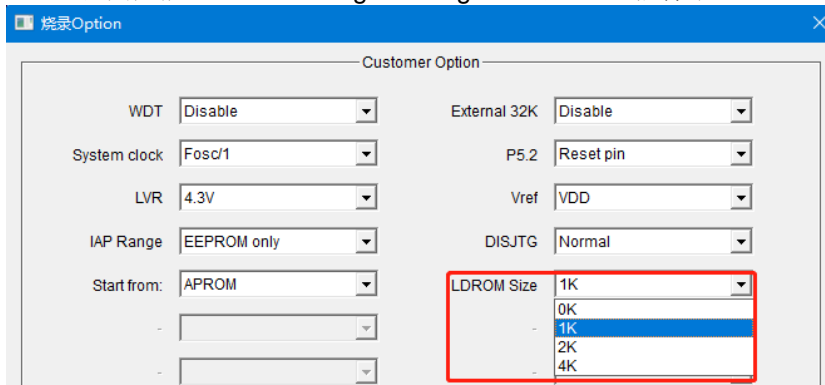 烧录Option
Customer Option
WDT Disable External 32K Disable
System clock Fosc/1 P5.2 Reset pin
LVR 4.3V Vref VDD
IAP Range EEPROM only DISJTG Normal
Start from: APROM LDROM Size 1K
0K
- - 1K
2K
- - 4K